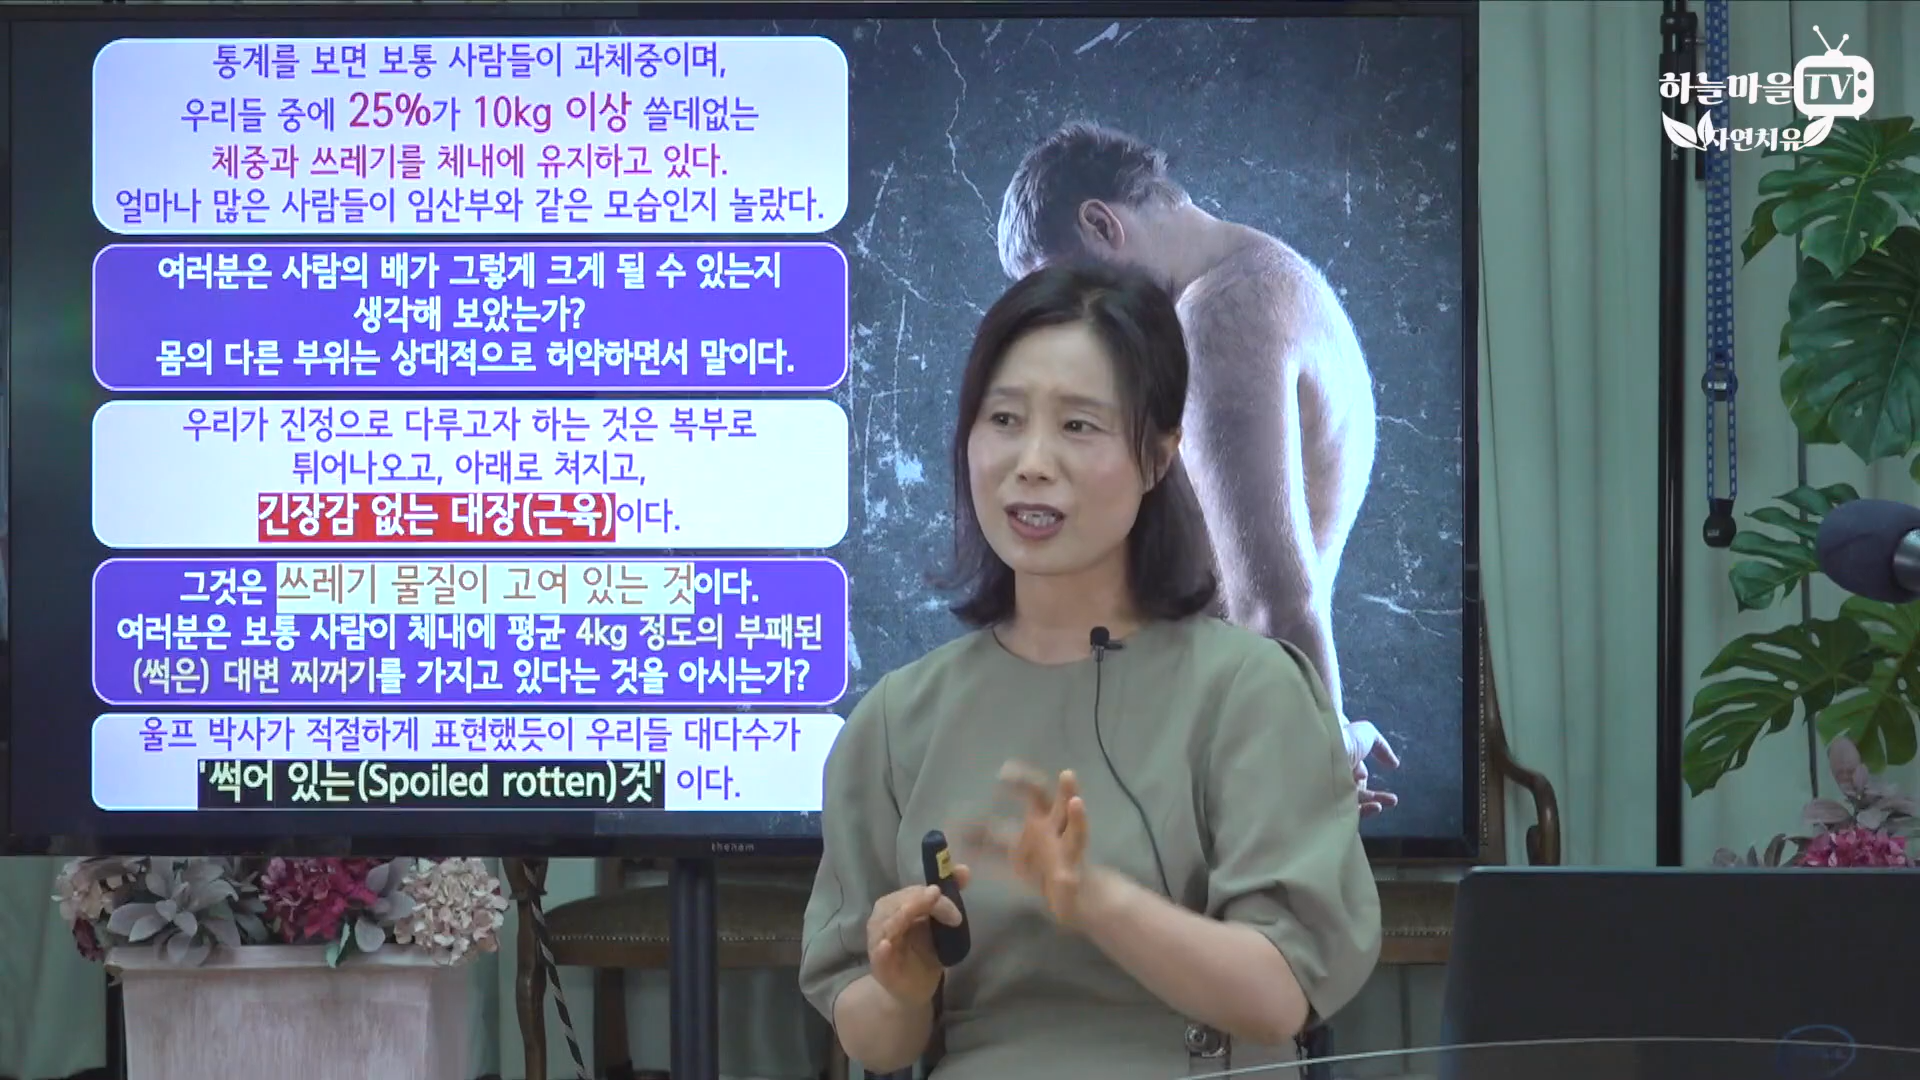 통계를 보면 보통 사람들이 과체중이며,
우리들 중에 25%가 10kg 이상 쓸데없는
체중과 쓰레기를 체내에 유지하고 있다.
얼마나 많은 사람들이 임산부와 같은 모습인지 놀랐다.
여러분은 사람의 배가 그렇게 크게 될 수 있는지
생각해 보았는가?
몸의 다른 부위는 상대적으로 허약하면서 말이다.
우리가 진정으로 다루고자 하는 것은 복부로
튀어나오고, 아래로 쳐지고,
긴장감 없는 대장(근육)이다.
그것은 쓰레기 물질이 고여 있는 것이다.
여러분은 보통 사람이 체내에 평균 4kg 정도의 부패된
(썩은) 대변 찌꺼기를 가지고 있다는 것을 아시는가?
울프 박사가 적절하게 표현했듯이 우리들 대다수가
'썩어 있는(Spoiled rotten)것' 이다.
하늘마을TV
자연치유
thenam